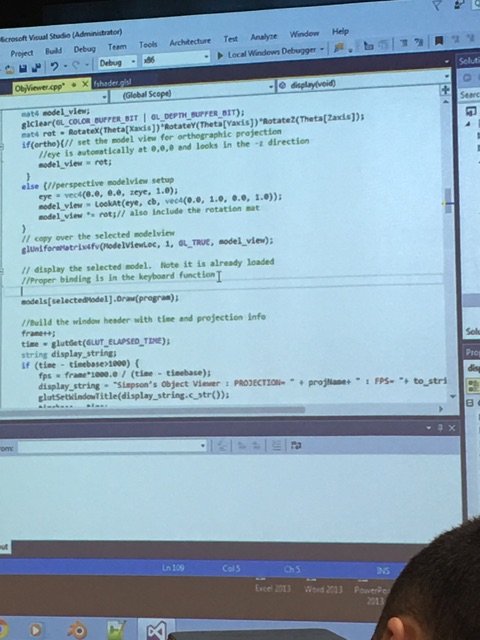 Microsoft Visual Studio (Administrator)
Project Build Debug Team Tools Architecture Test Analyze Window Help
Debug x86 Local Windows Debugger
ObjViewer.cpp* fshader.glsl
(Global Scope) display(void)
Solu
Searc
mat4 model_view;
glClear(GL_COLOR_BUFFER_BIT | GL_DEPTH_BUFFER_BIT);
mat4 rot = RotateX(Theta[Xaxis])*RotateY(Theta[Yaxis])*RotateZ(Theta[Zaxis]);
if(ortho){// set the model view for orthographic projection
//eye is automatically at 0,0,0 and looks in the -z direction
model_view = rot;
}
else {//perspective modelview setup
eye = vec4(0.0, 0.0, zeye, 1.0);
model_view = LookAt(eye, cb, vec4(0.0, 1.0, 0.0, 1.0));
model_view *= rot;// also include the rotation mat
}
// copy over the selected modelview
glUniformMatrix4fv(ModelViewLoc, 1, GL_TRUE, model_view);
// display the selected model. Note it is already loaded
//Proper binding is in the keyboard function
models[selectedModel].Draw(program);
//Build the window header with time and projection info
frame++;
time = glutGet(GLUT_ELAPSED_TIME);
string display_string;
if (time - timebase>1000) {
fps = frame*1000.0 / (time - timebase);
display_string = "Simpson's Object Viewer : PROJECTION= " + projName+ " : FPS= "+ to_stri
glutSetWindowTitle(display_string.c_str());
Solu
Prop
disp
rom:
out
Ln 109 Col 5 Ch 5 INS
Excel 2013 Word 2013 PowerPo
2013